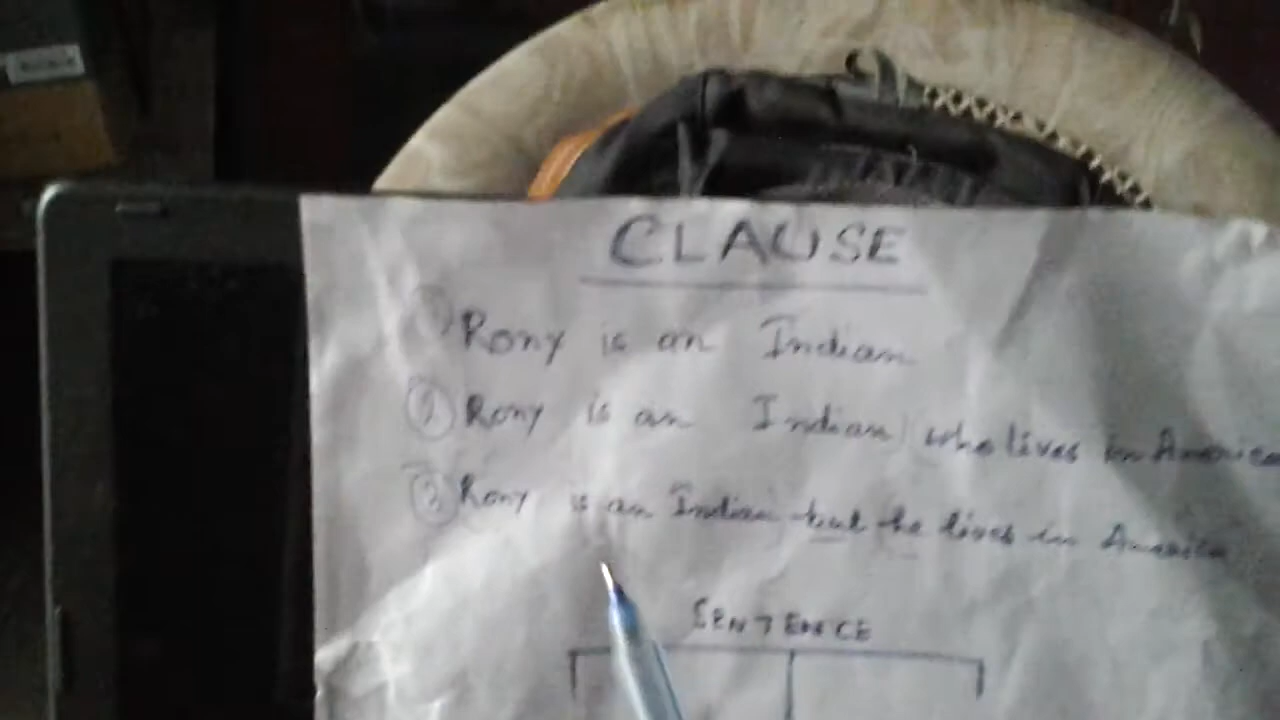 CLAUSE
① Rony is an Indian
② Rony is an Indian who lives in America
③ Rony is an Indian but he lives in America
SENTENCE